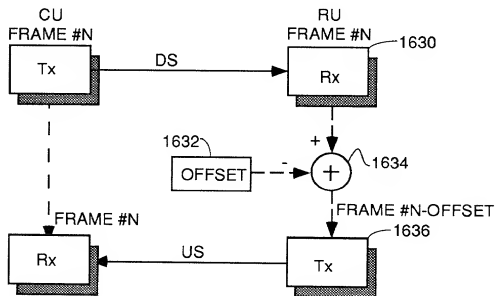 CU
FRAME #N
RU
FRAME #N
1630
Tx
DS
Rx
1632
+
-
1634
OFFSET
+
FRAME #N
FRAME #N-OFFSET
1636
Rx
US
Tx